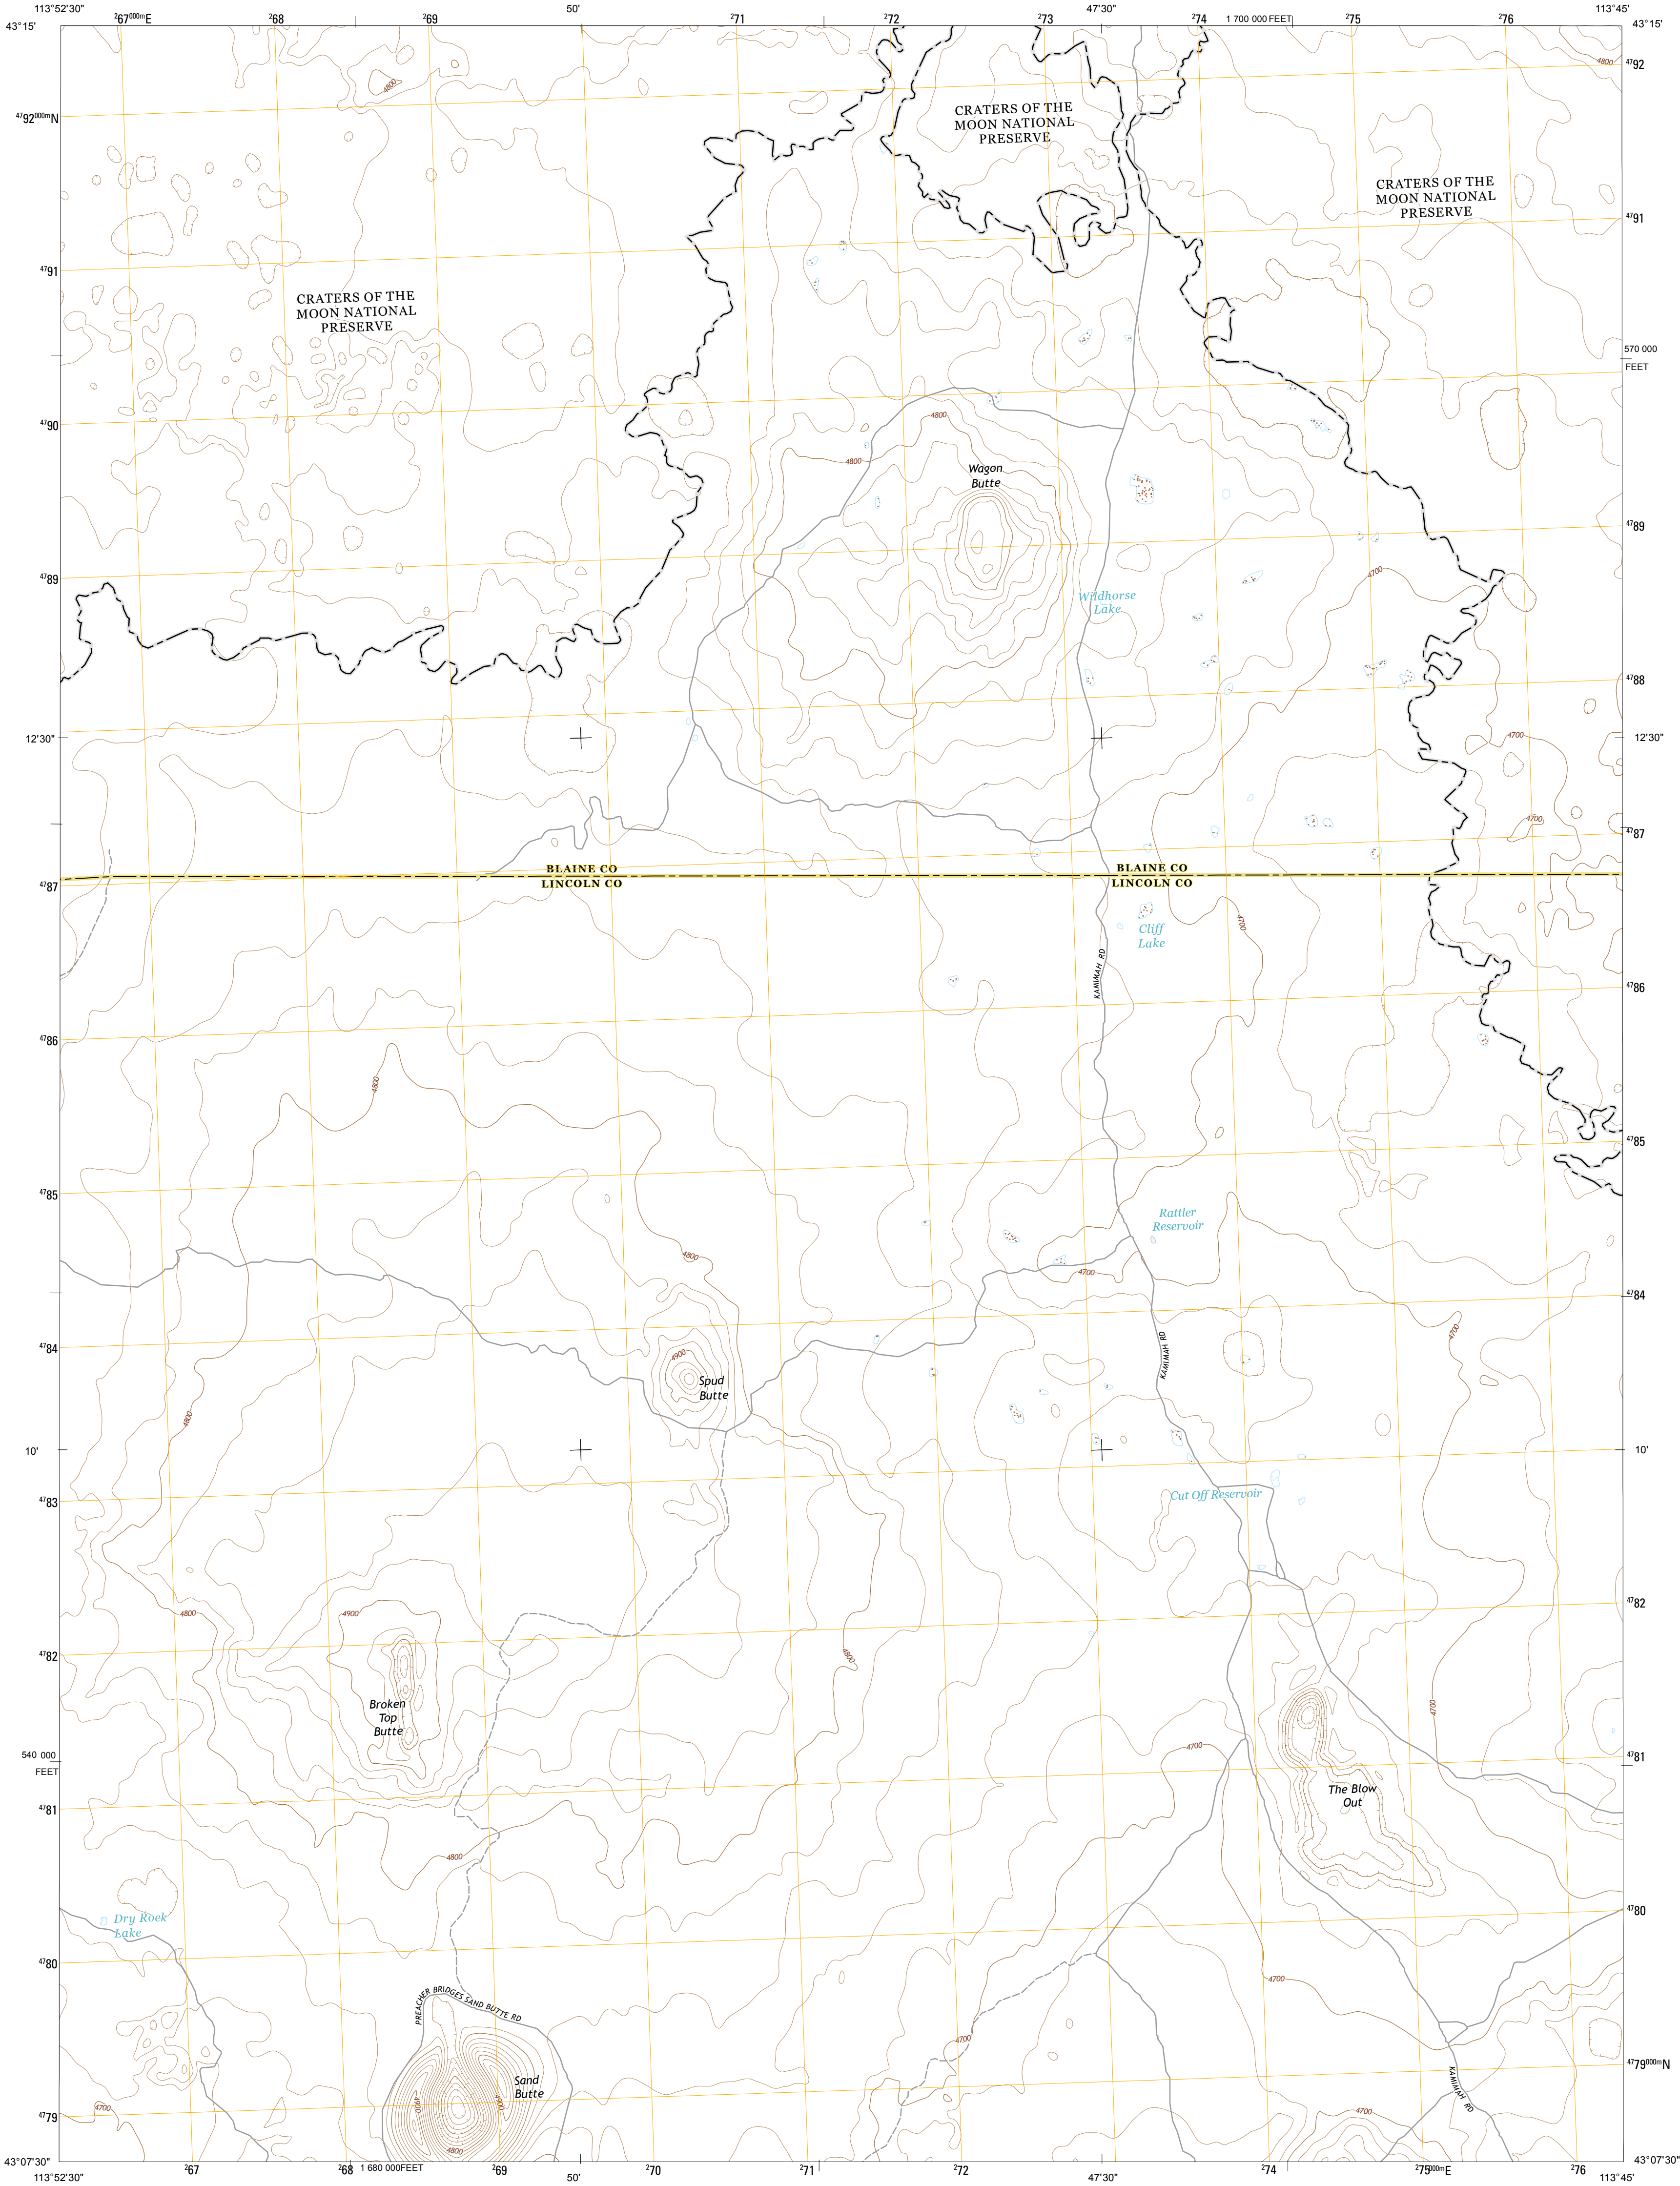 113°52'30"
²67⁰⁰⁰ᵐE
²68
²69
50'
²71
²72
²73
47'30"
²74
1 700 000 FEET
²75
²76
113°45'
43°15'
43°15'
4800
4800
⁴⁷92
⁴⁷92⁰⁰⁰ᵐN
CRATERS OF THE
MOON NATIONAL
PRESERVE
CRATERS OF THE
MOON NATIONAL
PRESERVE
⁴⁷91
⁴⁷91
CRATERS OF THE
MOON NATIONAL
PRESERVE
570 000
FEET
⁴⁷90
4800
4800
Wagon
Butte
⁴⁷89
⁴⁷89
4700
Wildhorse
Lake
⁴⁷88
12'30"
4700
12'30"
4700
⁴⁷87
BLAINE CO
LINCOLN CO
BLAINE CO
LINCOLN CO
⁴⁷87
4700
Cliff
Lake
KAMIMAH RD
⁴⁷86
⁴⁷86
4800
⁴⁷85
⁴⁷85
Rattler
Reservoir
4800
4700
⁴⁷84
4700
⁴⁷84
KAMIMAH RD
4900
Spud
Butte
4800
10'
10'
⁴⁷83
Cut Off Reservoir
4800
4900
⁴⁷82
⁴⁷82
4800
Broken
Top
Butte
4700
4700
540 000
FEET
⁴⁷81
The Blow
Out
⁴⁷81
4800
Dry Rock
Lake
⁴⁷80
⁴⁷80
4700
PREACHER BRIDGES SAND BUTTE RD
4700
⁴⁷79⁰⁰⁰ᵐN
Sand
Butte
4900
4900
KAMIMAH RD
4700
4700
⁴⁷79
4800
43°07'30"
43°07'30"
113°52'30"
²67
²68
1 680 000FEET
²69
50'
²70
²71
²72
47'30"
²74
²75⁰⁰⁰ᵐE
²76
113°45'